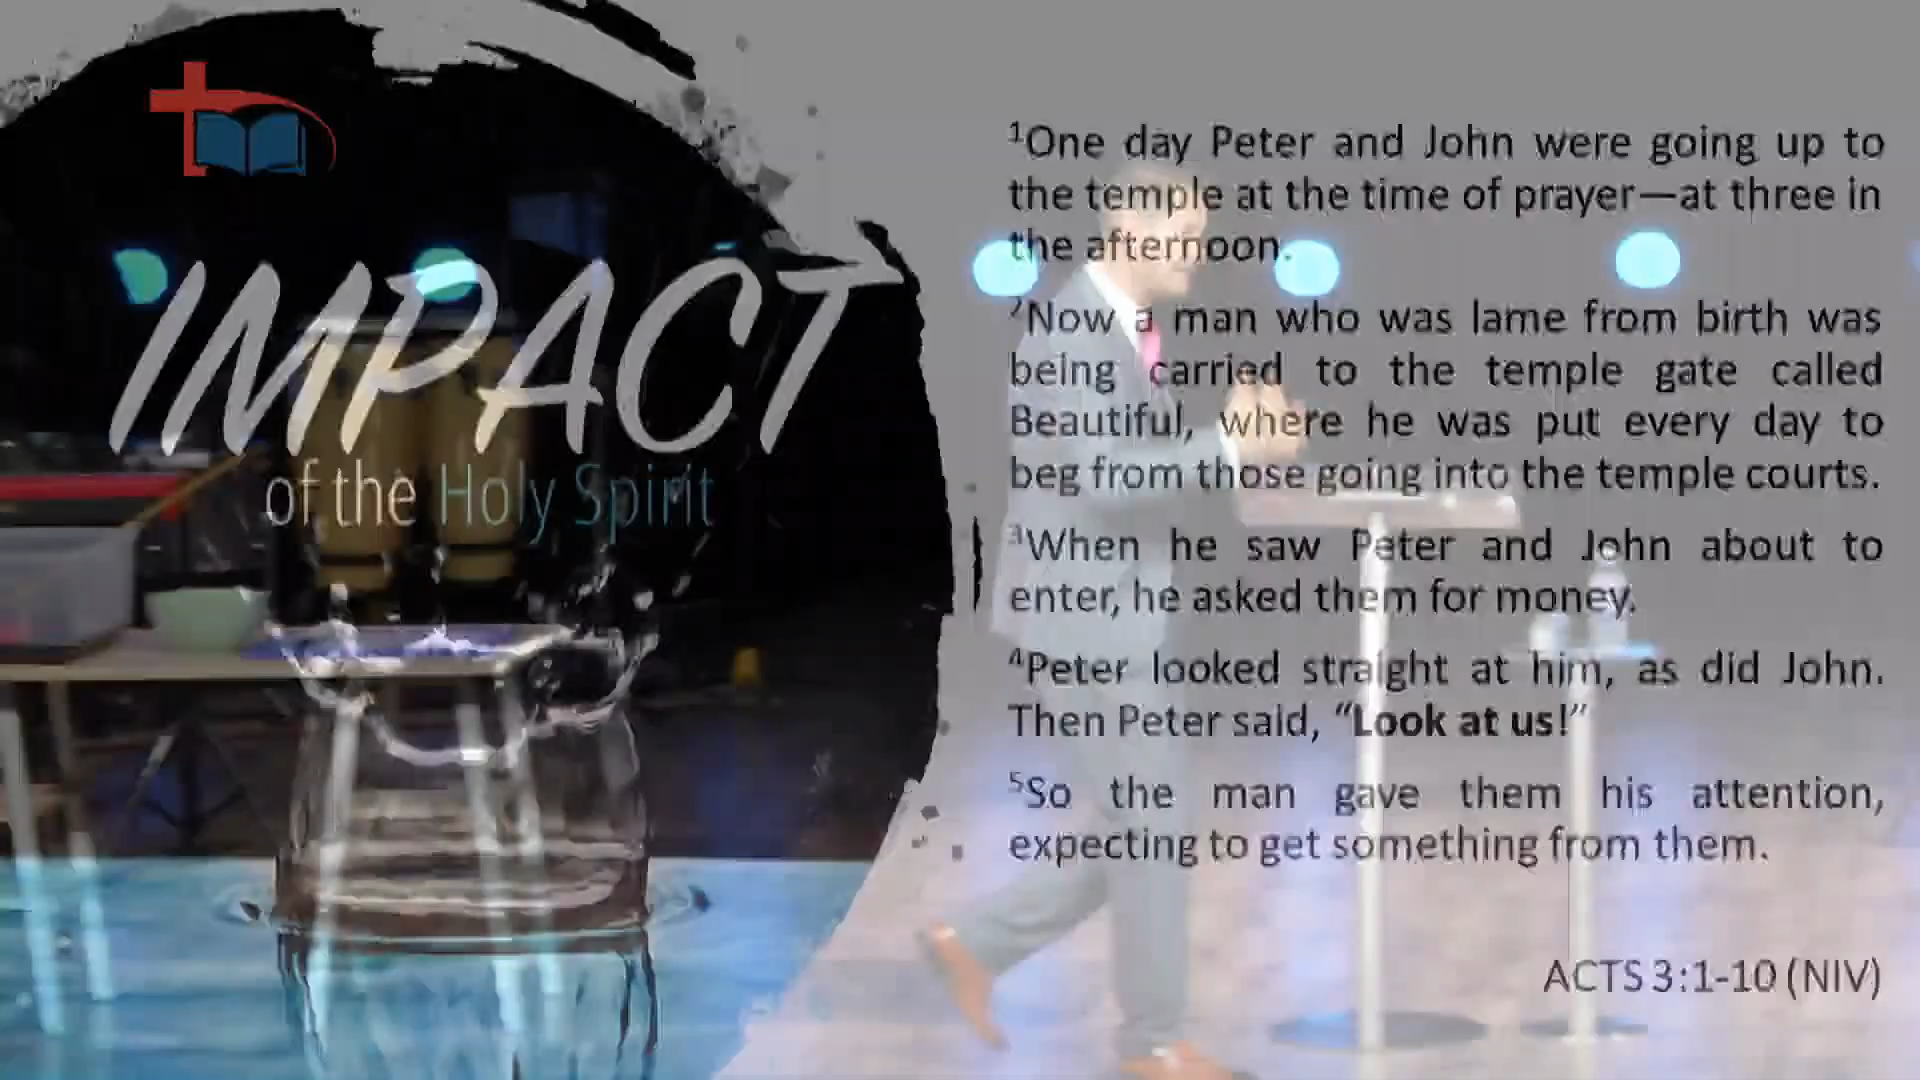 IMPACT
of the Holy Spirit
¹One day Peter and John were going up to
the temple at the time of prayer—at three in
the afternoon.
²Now a man who was lame from birth was
being carried to the temple gate called
Beautiful, where he was put every day to
beg from those going into the temple courts.
³When he saw Peter and John about to
enter, he asked them for money.
⁴Peter looked straight at him, as did John.
Then Peter said, “Look at us!”
⁵So the man gave them his attention,
expecting to get something from them.
ACTS 3:1-10 (NIV)